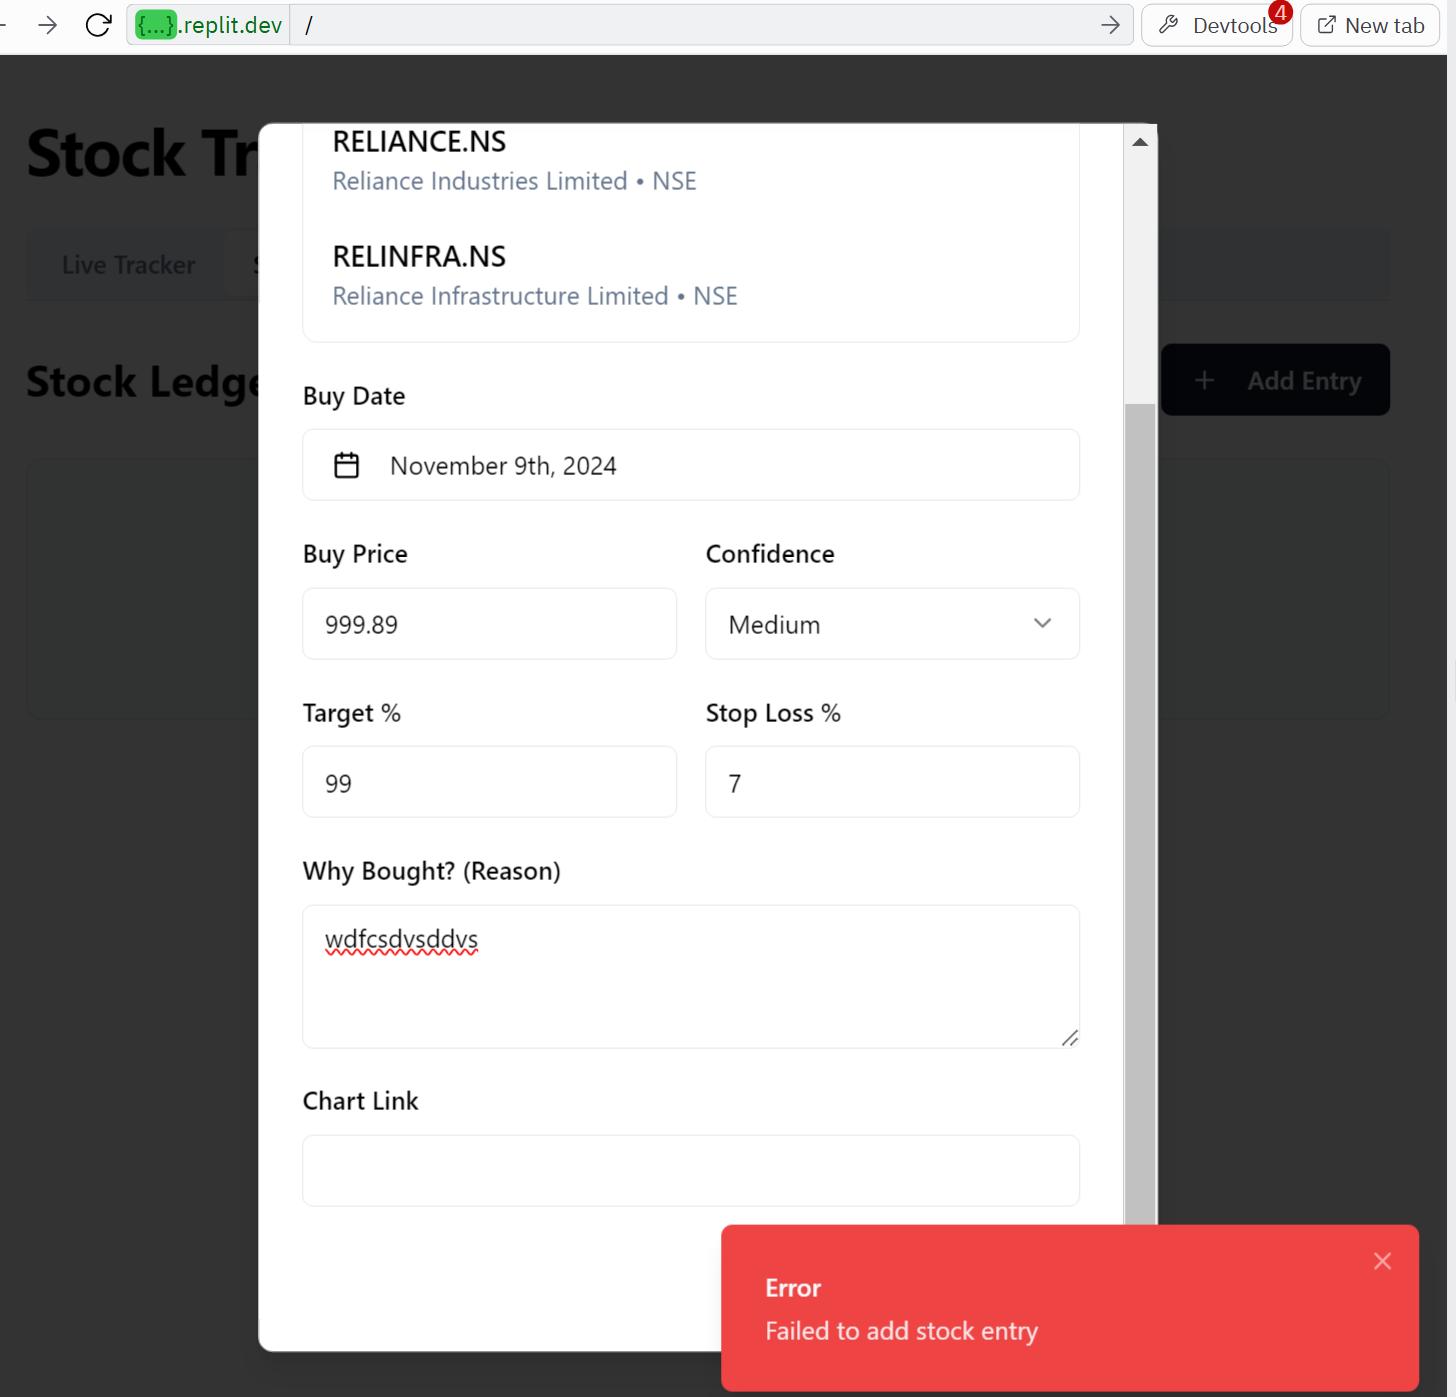 {...}.replit.dev /
Devtools 4
New tab
Stock Tr
Live Tracker
Stock Ledge
Add Entry
RELIANCE.NS
Reliance Industries Limited • NSE
RELINFRA.NS
Reliance Infrastructure Limited • NSE
Buy Date
November 9th, 2024
Buy Price
Confidence
999.89
Medium
Target %
Stop Loss %
99
7
Why Bought? (Reason)
wdfcsdvsddvs
Chart Link
Error
Failed to add stock entry